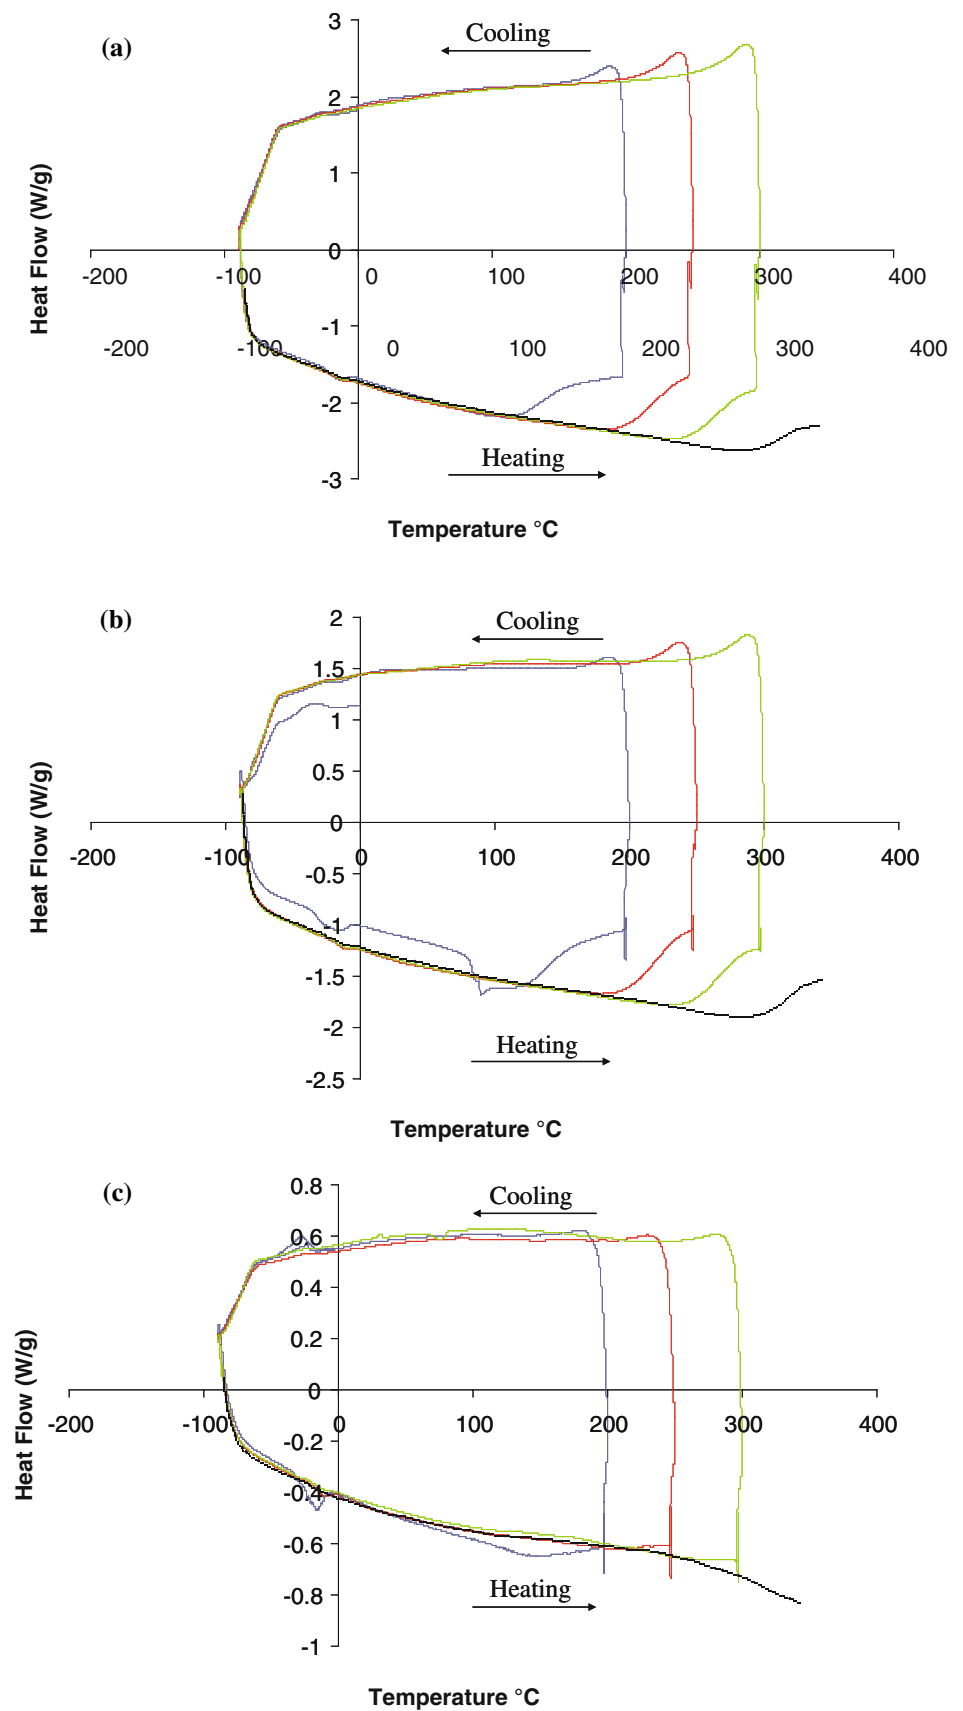 (a)
Cooling
3
2
1
0
-200 -100 0 100 200 300 400
-1
-200 -100 0 100 200 300 400
-2
Heating
-3
Heat Flow (W/g)
Temperature °C
(b)
Cooling
2
1.5
1
0.5
0
-200 -100 0 100 200 300 400
-0.5
-1
-1.5
-2
Heating
-2.5
Heat Flow (W/g)
Temperature °C
(c)
Cooling
0.8
0.6
0.4
0.2
0
-200 -100 0 100 200 300 400
-0.2
-0.4
-0.6
-0.8
Heating
-1
Heat Flow (W/g)
Temperature °C